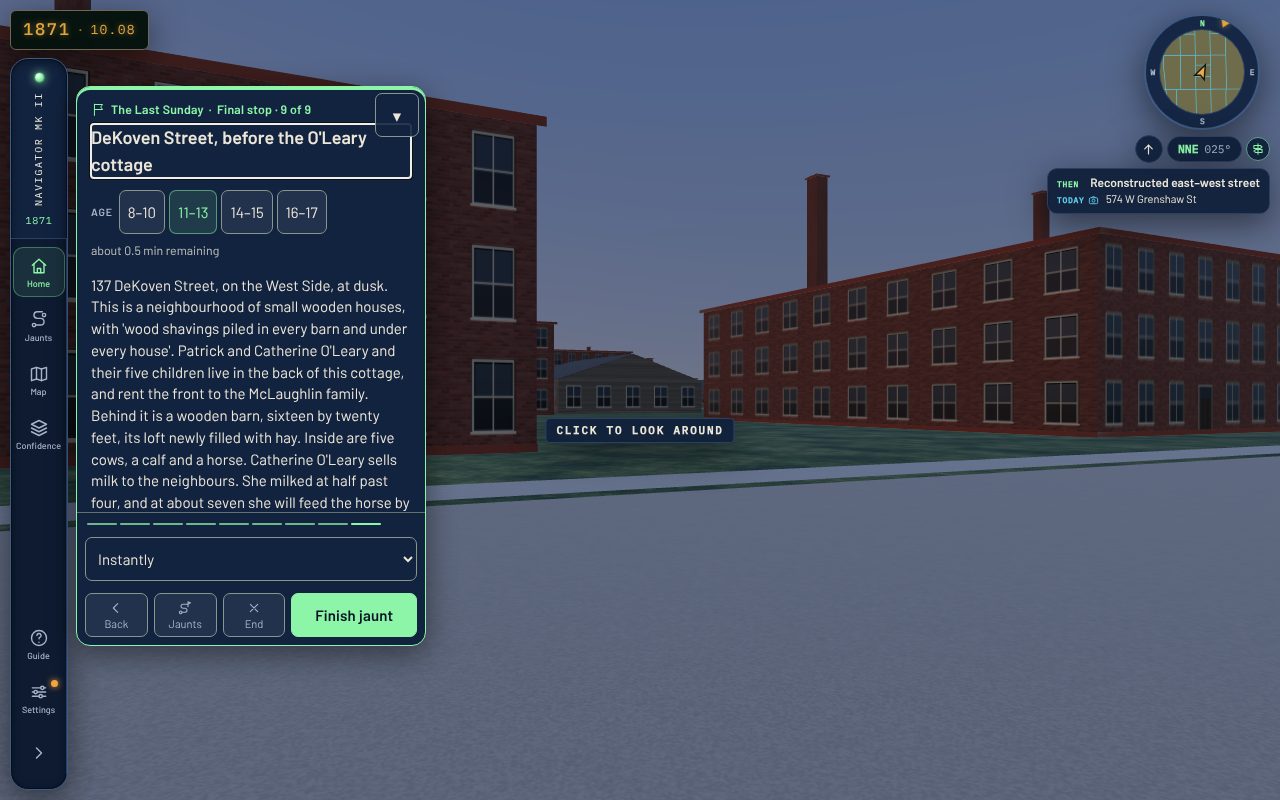 1871 · 10.08
NAVIGATOR MK II
1871
Home
Jaunts
Map
Confidence
Guide
Settings
The Last Sunday · Final stop · 9 of 9
▼
DeKoven Street, before the O'Leary
cottage
AGE 8–10 11–13 14–15 16–17
about 0.5 min remaining
137 DeKoven Street, on the West Side, at dusk.
This is a neighbourhood of small wooden houses,
with 'wood shavings piled in every barn and under
every house'. Patrick and Catherine O'Leary and
their five children live in the back of this cottage,
and rent the front to the McLaughlin family.
Behind it is a wooden barn, sixteen by twenty
feet, its loft newly filled with hay. Inside are five
cows, a calf and a horse. Catherine O'Leary sells
milk to the neighbours. She milked at half past
four, and at about seven she will feed the horse by
Instantly
Back
Jaunts
End
Finish jaunt
CLICK TO LOOK AROUND
N
W
E
S
NNE 025°
THEN Reconstructed east–west street
TODAY 574 W Grenshaw St